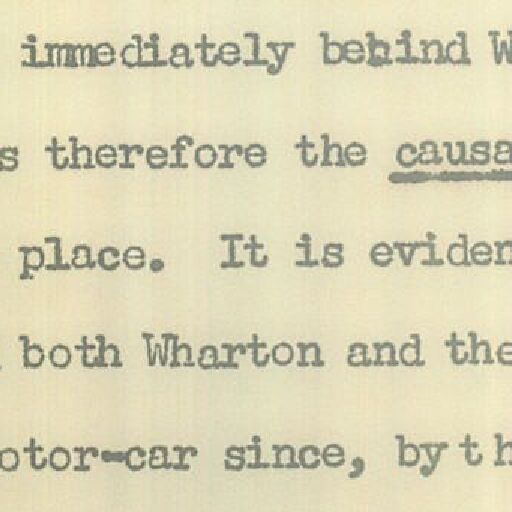 immediately behind W
s therefore the causa
place. It is eviden
both Wharton and the
otor-car since, by th